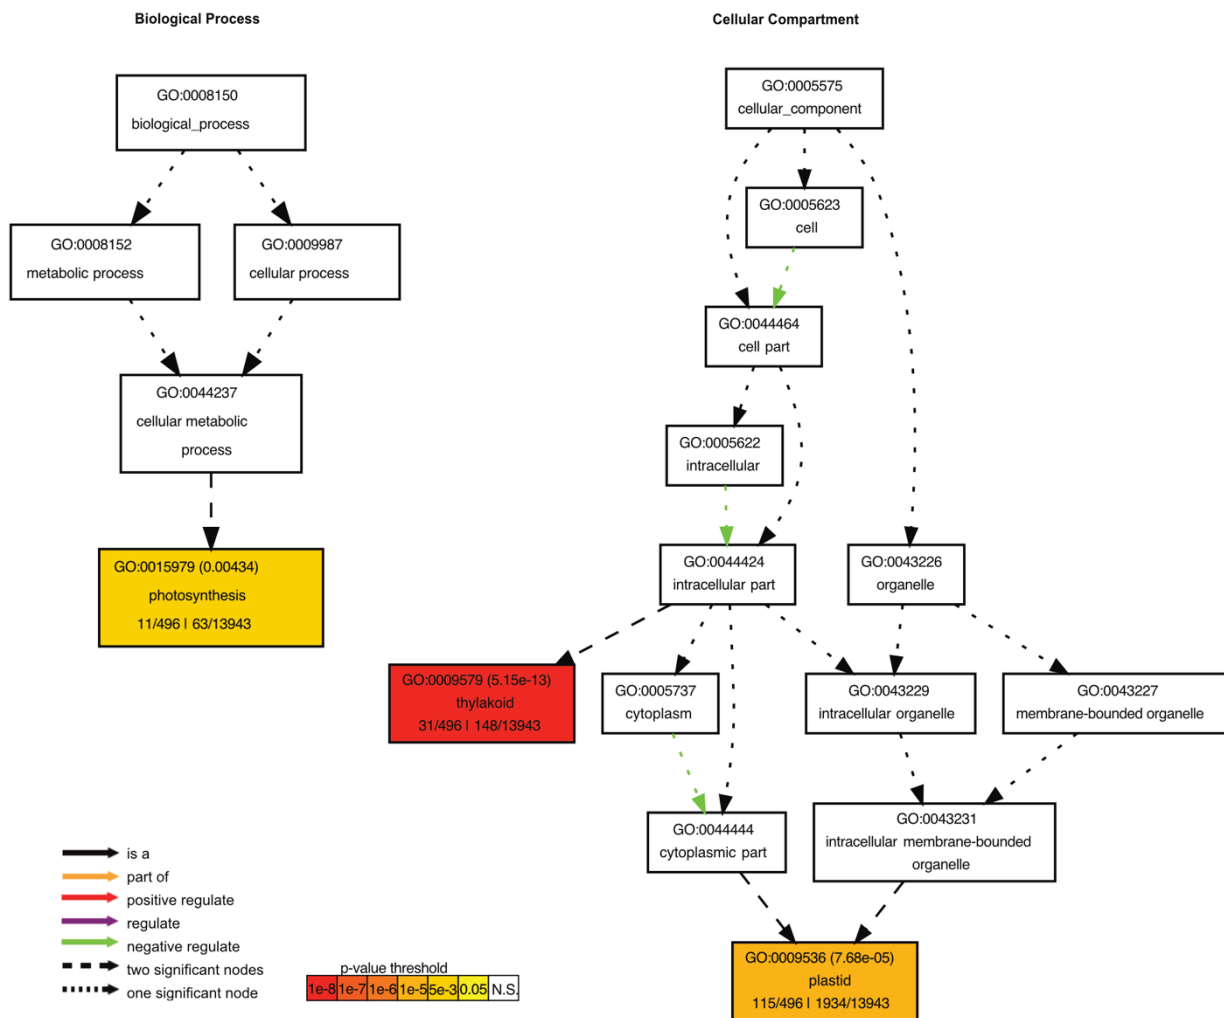 Biological Process
GO:0008150
biological_process
GO:0008152
metabolic process
GO:0009987
cellular process
GO:0044237
cellular metabolic
process
GO:0015979 (0.00434)
photosynthesis
11/496 | 63/13943
Cellular Compartment
GO:0005575
cellular_component
GO:0005623
cell
GO:0044464
cell part
GO:0005622
intracellular
GO:0044424
intracellular part
GO:0043226
organelle
GO:0009579 (5.15e-13)
thylakoid
31/496 | 148/13943
GO:0005737
cytoplasm
GO:0043229
intracellular organelle
GO:0043227
membrane-bounded organelle
GO:0044444
cytoplasmic part
GO:0043231
intracellular membrane-bounded
organelle
GO:0009536 (7.68e-05)
plastid
115/496 | 1934/13943
is a
part of
positive regulate
regulate
negative regulate
two significant nodes
one significant node
p-value threshold
1e-8 1e-7 1e-6 1e-5 5e-3 0.05 N.S.